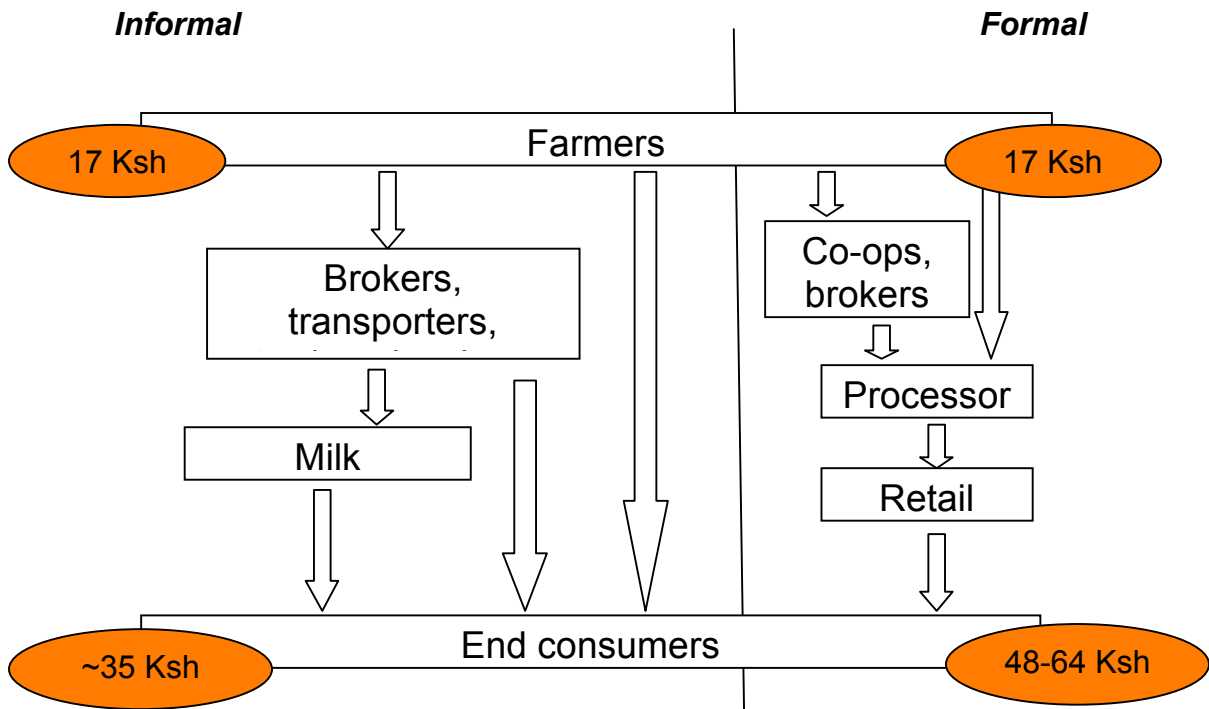 Informal
Formal
Farmers
17 Ksh
17 Ksh
Co-ops,
brokers
Brokers,
transporters,
Processor
Milk
Retail
End consumers
~35 Ksh
48-64 Ksh